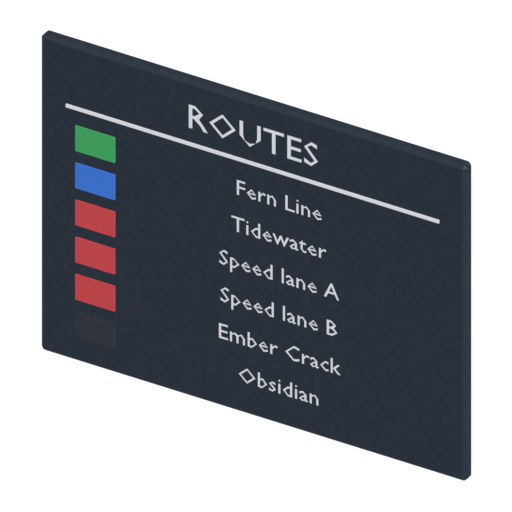 ROUTES
Fern Line
Tidewater
Speed lane A
Speed lane B
Ember Crack
Obsidian